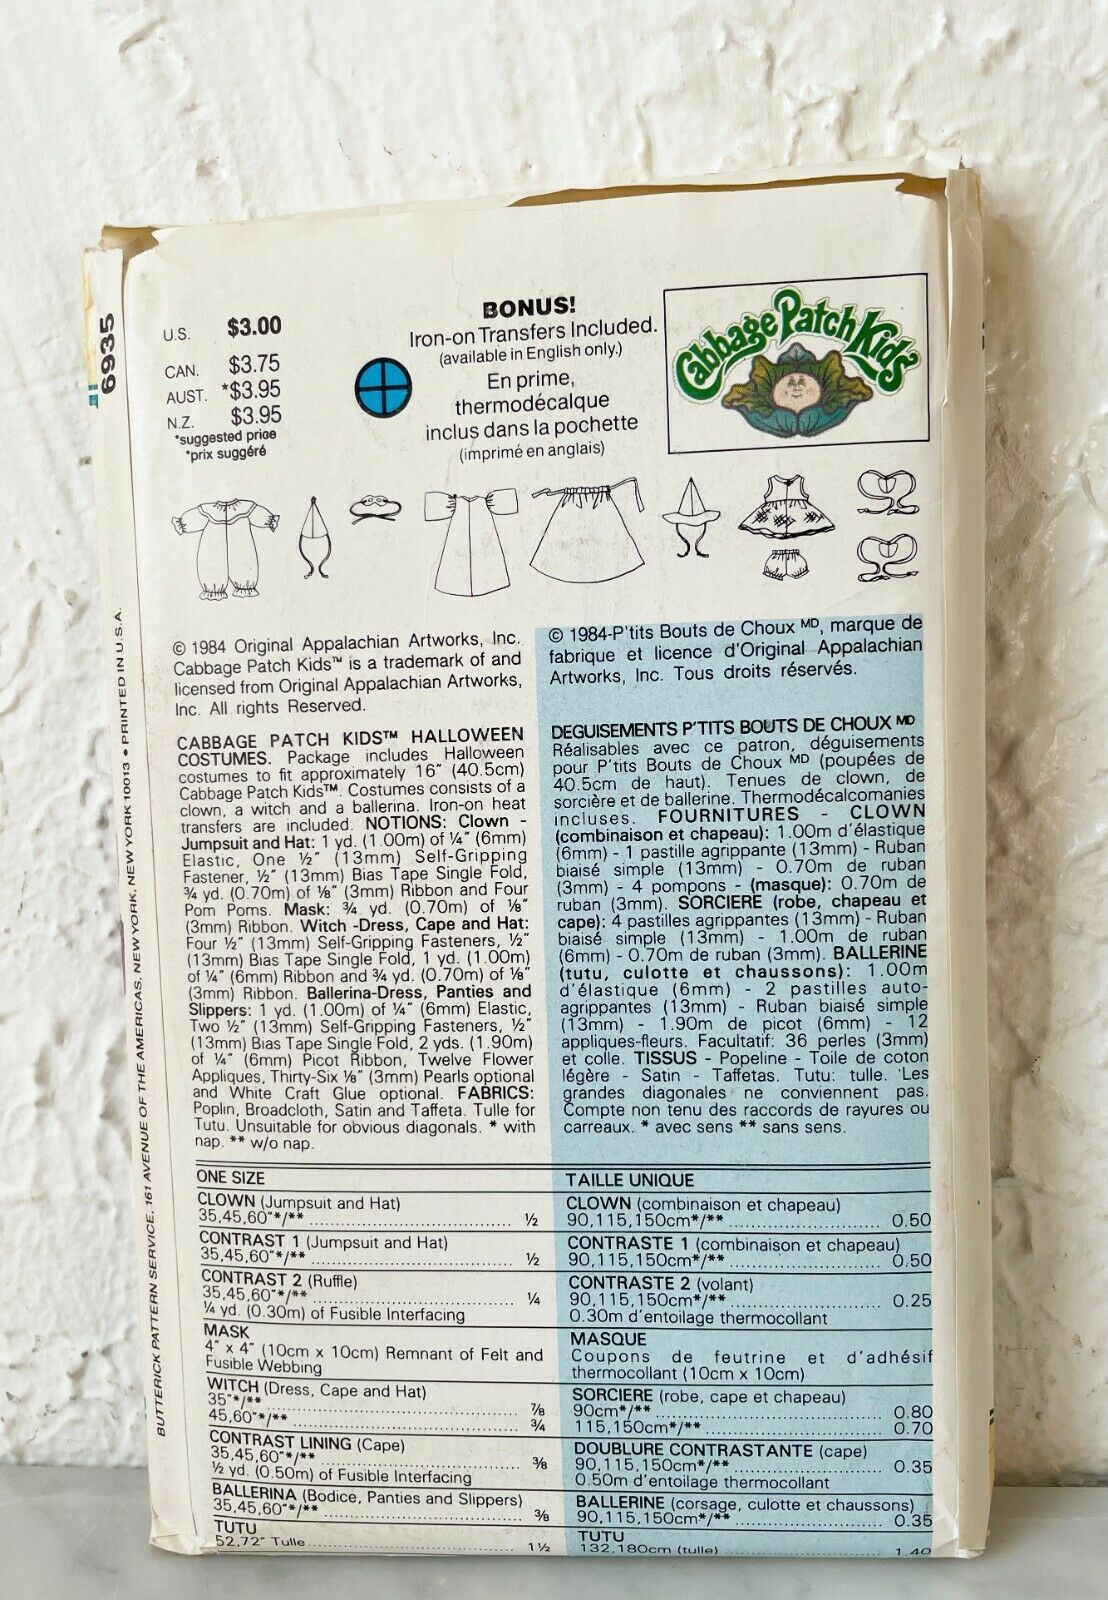 6935
BUTTERICK PATTERN SERVICE, 161 AVENUE OF THE AMERICAS, NEW YORK, NEW YORK 10013 • PRINTED IN U.S.A.
U.S. $3.00
CAN. $3.75
AUST. *$3.95
N.Z. $3.95
*suggested price
*prix suggéré
BONUS!
Iron-on Transfers Included.
(available in English only.)
En prime,
thermodécalque
inclus dans la pochette
(imprimé en anglais)
Cabbage Patch Kids
© 1984 Original Appalachian Artworks, Inc.
Cabbage Patch Kids™ is a trademark of and
licensed from Original Appalachian Artworks,
Inc. All rights Reserved.
CABBAGE PATCH KIDS™ HALLOWEEN
COSTUMES. Package includes Halloween
costumes to fit approximately 16" (40.5cm)
Cabbage Patch Kids™. Costumes consists of a
clown, a witch and a ballerina. Iron-on heat
transfers are included. NOTIONS: Clown -
Jumpsuit and Hat: 1 yd. (1.00m) of ¼" (6mm)
Elastic, One ½" (13mm) Self-Gripping
Fastener, ½" (13mm) Bias Tape Single Fold,
¾ yd. (0.70m) of ⅛" (3mm) Ribbon and Four
Pom Poms. Mask: ¾ yd. (0.70m) of ⅛"
(3mm) Ribbon. Witch -Dress, Cape and Hat:
Four ½" (13mm) Self-Gripping Fasteners, ½"
(13mm) Bias Tape Single Fold, 1 yd. (1.00m)
of ¼" (6mm) Ribbon and ¾ yd. (0.70m) of ⅛"
(3mm) Ribbon. Ballerina-Dress, Panties and
Slippers: 1 yd. (1.00m) of ¼" (6mm) Elastic,
Two ½" (13mm) Self-Gripping Fasteners, ½"
(13mm) Bias Tape Single Fold, 2 yds. (1.90m)
of ¼" (6mm) Picot Ribbon, Twelve Flower
Appliques, Thirty-Six ⅛" (3mm) Pearls optional
and White Craft Glue optional. FABRICS:
Poplin, Broadcloth, Satin and Taffeta. Tulle for
Tutu. Unsuitable for obvious diagonals. * with
nap. ** w/o nap.
© 1984-P'tits Bouts de Choux MD, marque de
fabrique et licence d'Original Appalachian
Artworks, Inc. Tous droits réservés.
DEGUISEMENTS P'TITS BOUTS DE CHOUX MD
Réalisables avec ce patron, déguisements
pour P'tits Bouts de Choux MD (poupées de
40.5cm de haut). Tenues de clown, de
sorcière et de ballerine. Thermodécalcomanies
incluses. FOURNITURES - CLOWN
(combinaison et chapeau): 1.00m d'élastique
(6mm) - 1 pastille agrippante (13mm) - Ruban
biaisé simple (13mm) - 0.70m de ruban
(3mm) - 4 pompons - (masque): 0.70m de
ruban (3mm). SORCIERE (robe, chapeau et
cape): 4 pastilles agrippantes (13mm) - Ruban
biaisé simple (13mm) - 1.00m de ruban
(6mm) - 0.70m de ruban (3mm). BALLERINE
(tutu, culotte et chaussons): 1.00m
d'élastique (6mm) - 2 pastilles auto-
agrippantes (13mm) - Ruban biaisé simple
(13mm) - 1.90m de picot (6mm) - 12
appliques-fleurs. Facultatif: 36 perles (3mm)
et colle. TISSUS - Popeline - Toile de coton
légère - Satin - Taffetas. Tutu: tulle. Les
grandes diagonales ne conviennent pas.
Compte non tenu des raccords de rayures ou
carreaux. * avec sens ** sans sens.
ONE SIZE
CLOWN (Jumpsuit and Hat)
35,45,60"*/** ½
CONTRAST 1 (Jumpsuit and Hat)
35,45,60"*/** ½
CONTRAST 2 (Ruffle)
35,45,60"*/** ¼
¼ yd. (0.30m) of Fusible Interfacing
MASK
4" x 4" (10cm x 10cm) Remnant of Felt and
Fusible Webbing
WITCH (Dress, Cape and Hat)
35"*/** ⅞
45,60"*/** ¾
CONTRAST LINING (Cape)
35,45,60"*/** ⅜
½ yd. (0.50m) of Fusible Interfacing
BALLERINA (Bodice, Panties and Slippers)
35,45,60"*/** ⅜
TUTU
52,72" Tulle 1½
TAILLE UNIQUE
CLOWN (combinaison et chapeau)
90,115,150cm*/** 0.50
CONTRASTE 1 (combinaison et chapeau)
90,115,150cm*/** 0.50
CONTRASTE 2 (volant)
90,115,150cm*/** 0.25
0.30m d'entoilage thermocollant
MASQUE
Coupons de feutrine et d'adhésif
thermocollant (10cm x 10cm)
SORCIERE (robe, cape et chapeau)
90cm*/** 0.80
115,150cm*/** 0.70
DOUBLURE CONTRASTANTE (cape)
90,115,150cm*/** 0.35
0.50m d'entoilage thermocollant
BALLERINE (corsage, culotte et chaussons)
90,115,150cm*/** 0.35
TUTU
132,180cm (tulle) 1.40